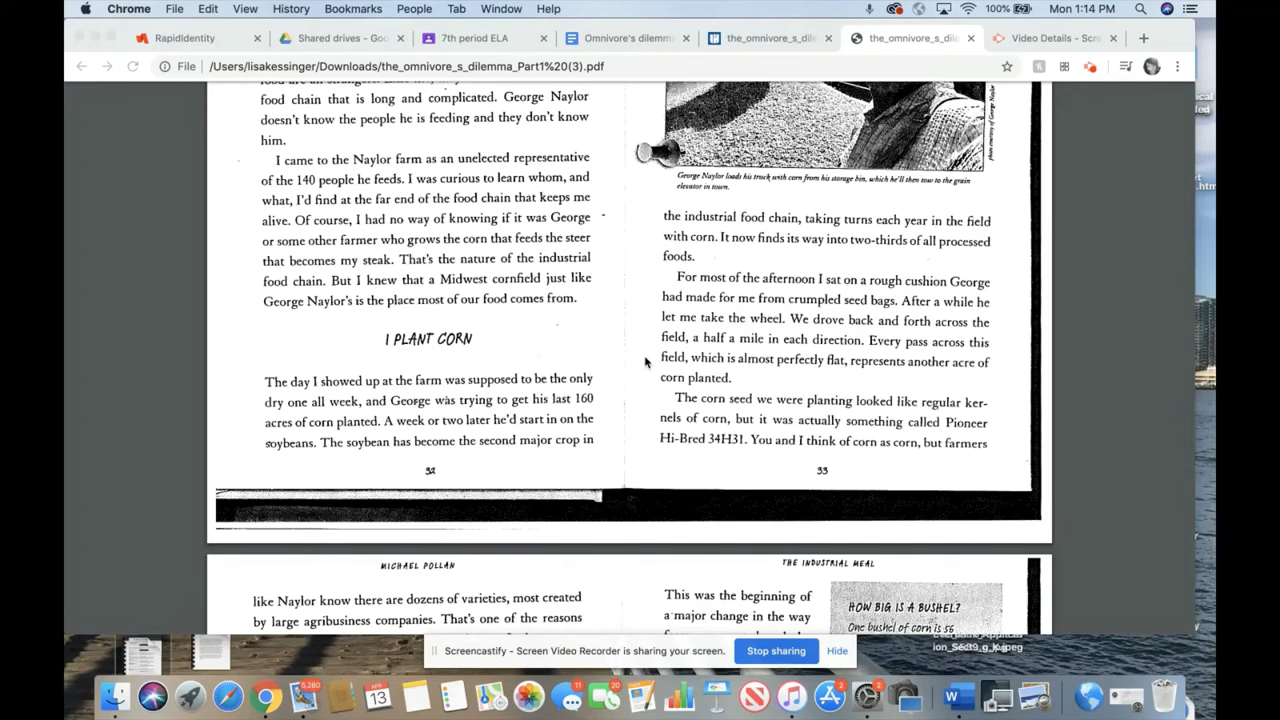 Chrome File Edit View History Bookmarks People Tab Window Help 100% Mon 1:14 PM
RapidIdentity Shared drives - Goo 7th period ELA Omnivore's dilemma the_omnivore_s_dile the_omnivore_s_dile Video Details - Scre
File /Users/lisakessinger/Downloads/the_omnivore_s_dilemma_Part1%20(3).pdf
food chain that is long and complicated. George Naylor
doesn't know the people he is feeding and they don't know
him.
I came to the Naylor farm as an unelected representative
of the 140 people he feeds. I was curious to learn whom, and
what, I'd find at the far end of the food chain that keeps me
alive. Of course, I had no way of knowing if it was George
or some other farmer who grows the corn that feeds the steer
that becomes my steak. That's the nature of the industrial
food chain. But I knew that a Midwest cornfield just like
George Naylor's is the place most of our food comes from.
I PLANT CORN
The day I showed up at the farm was supposed to be the only
dry one all week, and George was trying to get his last 160
acres of corn planted. A week or two later he'd start in on the
soybeans. The soybean has become the second major crop in
32
photo courtesy of George Naylor
George Naylor loads his truck with corn from his storage bin, which he'll then tow to the grain
elevator in town.
the industrial food chain, taking turns each year in the field
with corn. It now finds its way into two-thirds of all processed
foods.
For most of the afternoon I sat on a rough cushion George
had made for me from crumpled seed bags. After a while he
let me take the wheel. We drove back and forth across the
field, a half a mile in each direction. Every pass across this
field, which is almost perfectly flat, represents another acre of
corn planted.
The corn seed we were planting looked like regular ker-
nels of corn, but it was actually something called Pioneer
Hi-Bred 34H31. You and I think of corn as corn, but farmers
33
MICHAEL POLLAN
like Naylor know there are dozens of varieties, most created
by large agribusiness companies. That's one of the reasons
THE INDUSTRIAL MEAL
This was the beginning of
a major change in the way
HOW BIG IS A BUSHEL?
One bushel of corn is 56
Screencastify - Screen Video Recorder is sharing your screen. Stop sharing Hide
APR
13
5,280
11
20
2
2